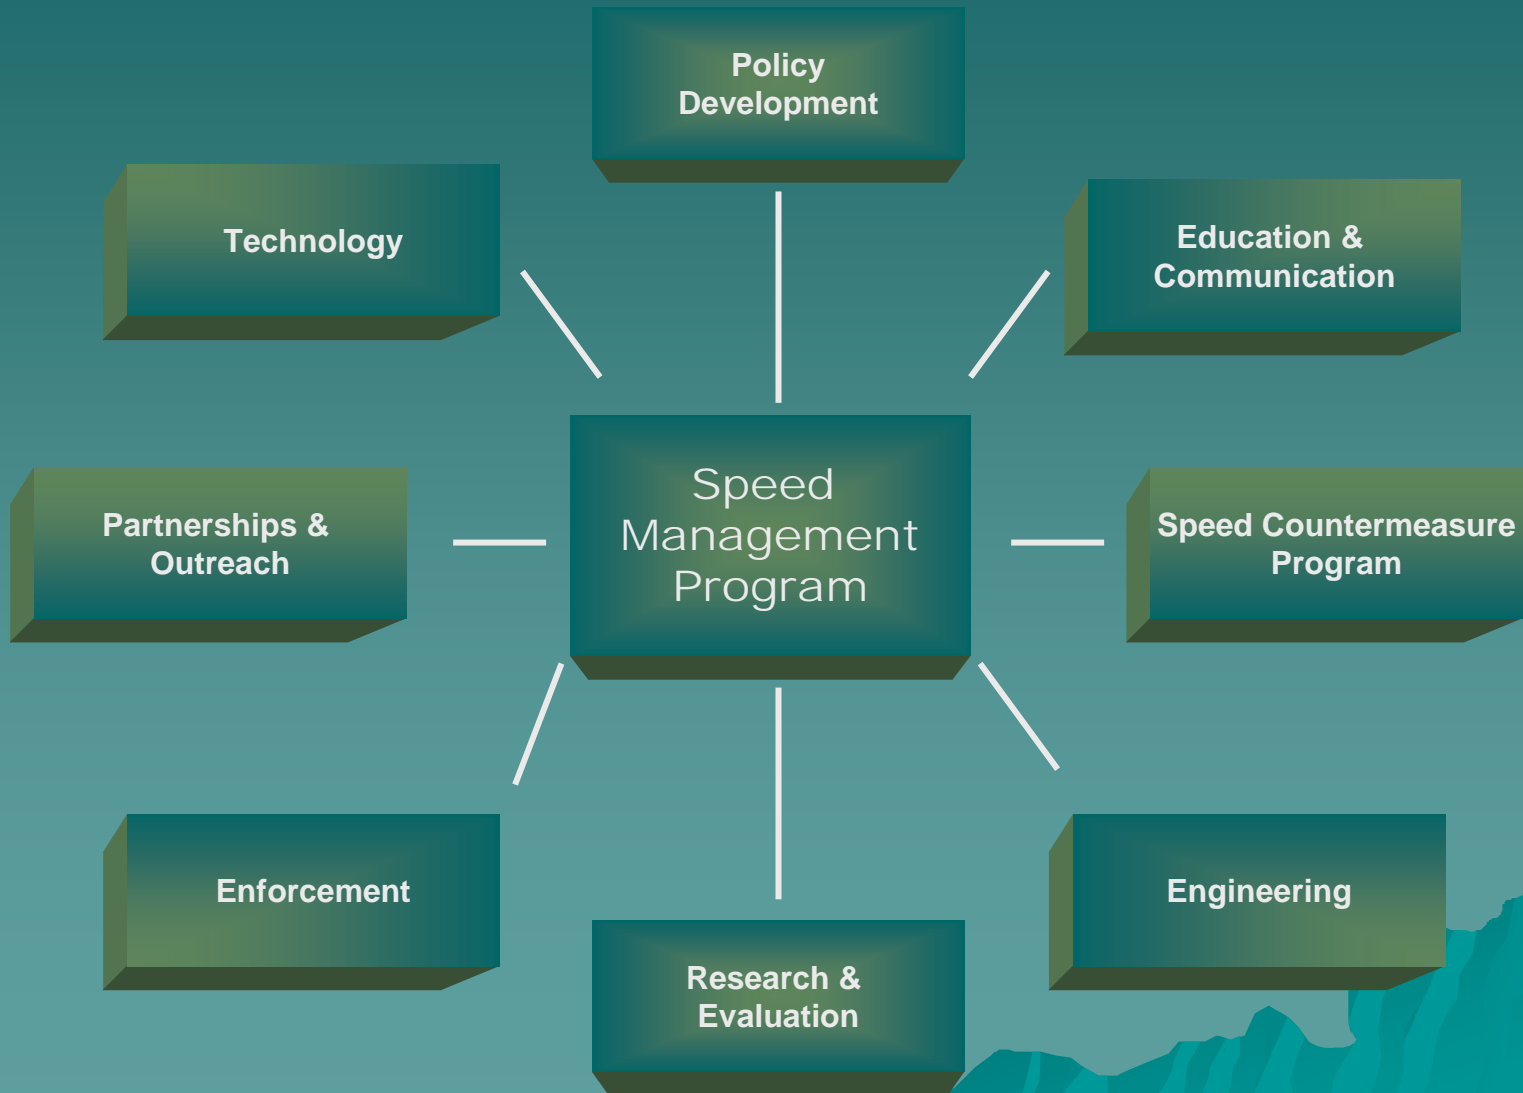 Policy
Development
Technology
Education &
Communication
Speed
Management
Program
Partnerships &
Outreach
Speed Countermeasure
Program
Enforcement
Engineering
Research &
Evaluation